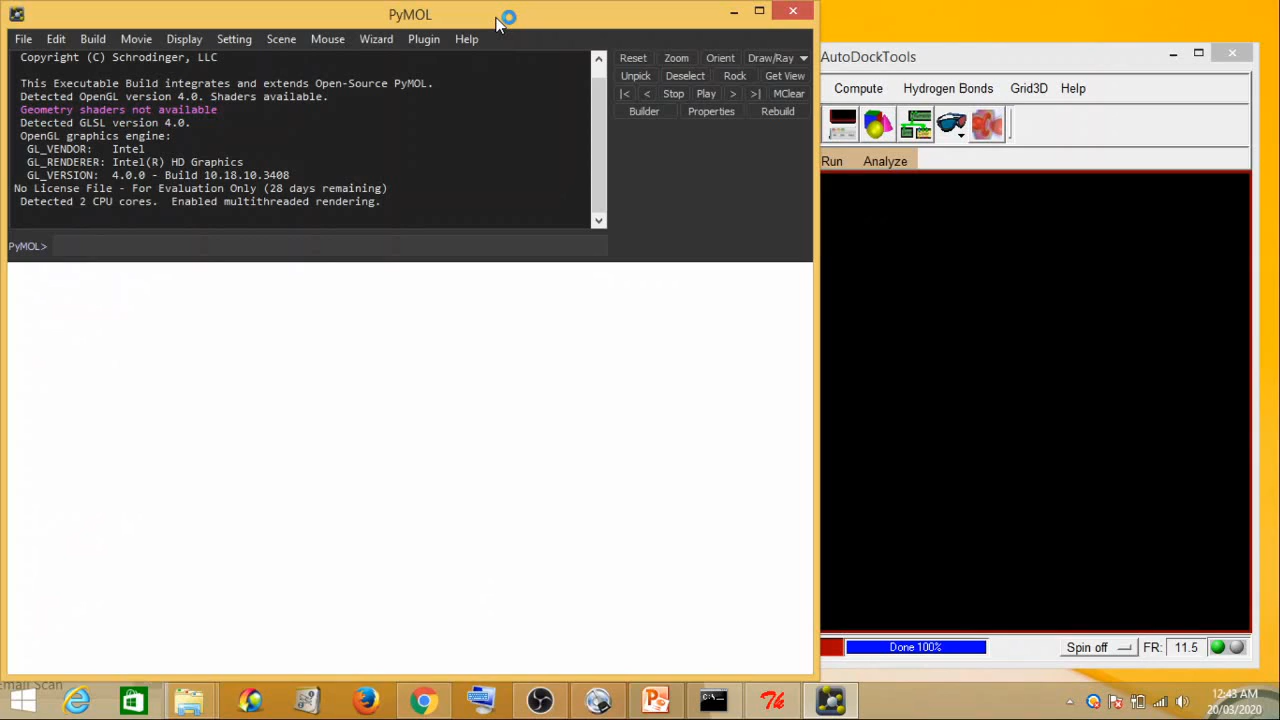 PyMOL
File Edit Build Movie Display Setting Scene Mouse Wizard Plugin Help
Copyright (C) Schrodinger, LLC
This Executable Build integrates and extends Open-Source PyMOL.
Detected OpenGL version 4.0. Shaders available.
Geometry shaders not available
Detected GLSL version 4.0.
OpenGL graphics engine:
GL_VENDOR: Intel
GL_RENDERER: Intel(R) HD Graphics
GL_VERSION: 4.0.0 - Build 10.18.10.3408
No License File - For Evaluation Only (28 days remaining)
Detected 2 CPU cores. Enabled multithreaded rendering.
PyMOL>
Reset Zoom Orient Draw/Ray
Unpick Deselect Rock Get View
|< < Stop Play > >| MClear
Builder Properties Rebuild
AutoDockTools
Compute Hydrogen Bonds Grid3D Help
Run Analyze
Done 100% Spin off FR: 11.5
Email Scan
12:43 AM
20/03/2020